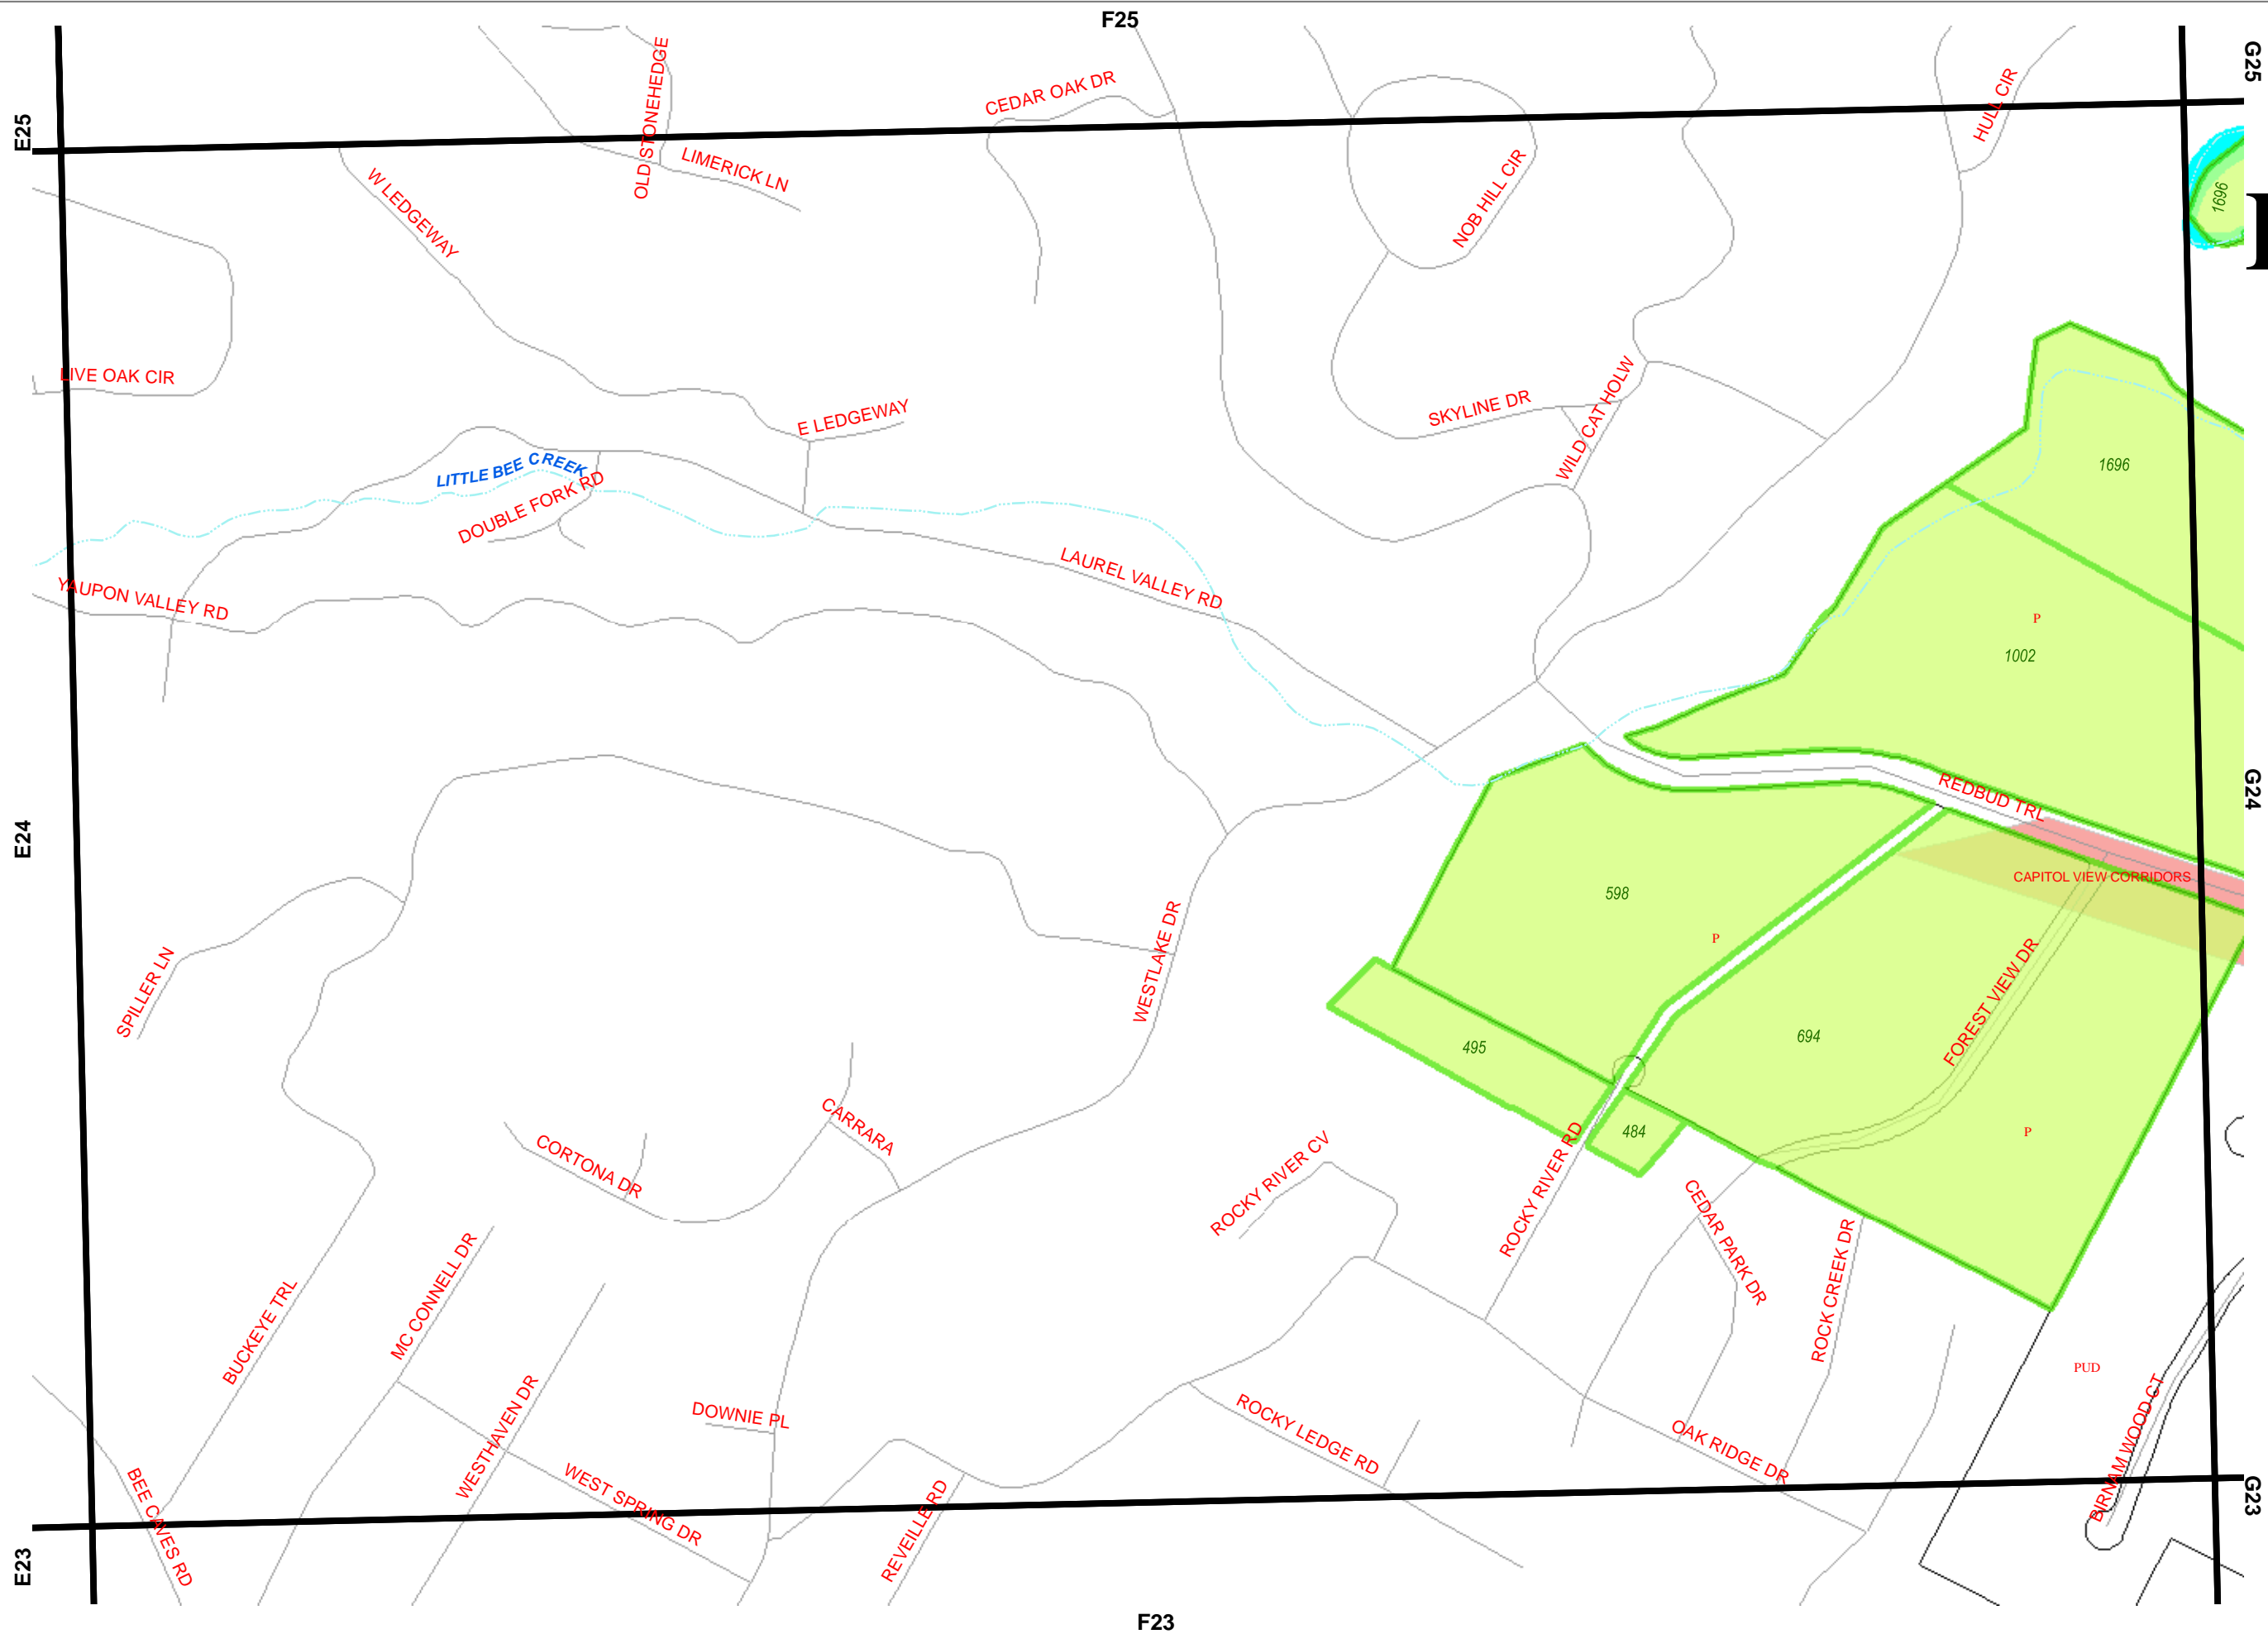 F25
G25
E25
OLD STONEHEDGE
CEDAR OAK DR
HULL CIR
LIMERICK LN
W LEDGEWAY
NOB HILL CIR
1696
LIVE OAK CIR
E LEDGEWAY
SKYLINE DR
WILD CAT HOLW
LITTLE BEE CREEK
DOUBLE FORK RD
1696
LAUREL VALLEY RD
YAUPON VALLEY RD
P
1002
REDBUD TRL
G24
E24
CAPITOL VIEW CORRIDORS
598
P
WESTLAKE DR
SPILLER LN
FOREST VIEW DR
495
694
CARRARA
484
P
CORTONA DR
ROCKY RIVER CV
ROCKY RIVER RD
CEDAR PARK DR
ROCK CREEK DR
MC CONNELL DR
BUCKEYE TRL
PUD
WESTHAVEN DR
DOWNIE PL
ROCKY LEDGE RD
OAK RIDGE DR
BIRNAM WOOD CT
WEST SPRING DR
BEE CAVES RD
REVEILLE RD
G23
E23
F23